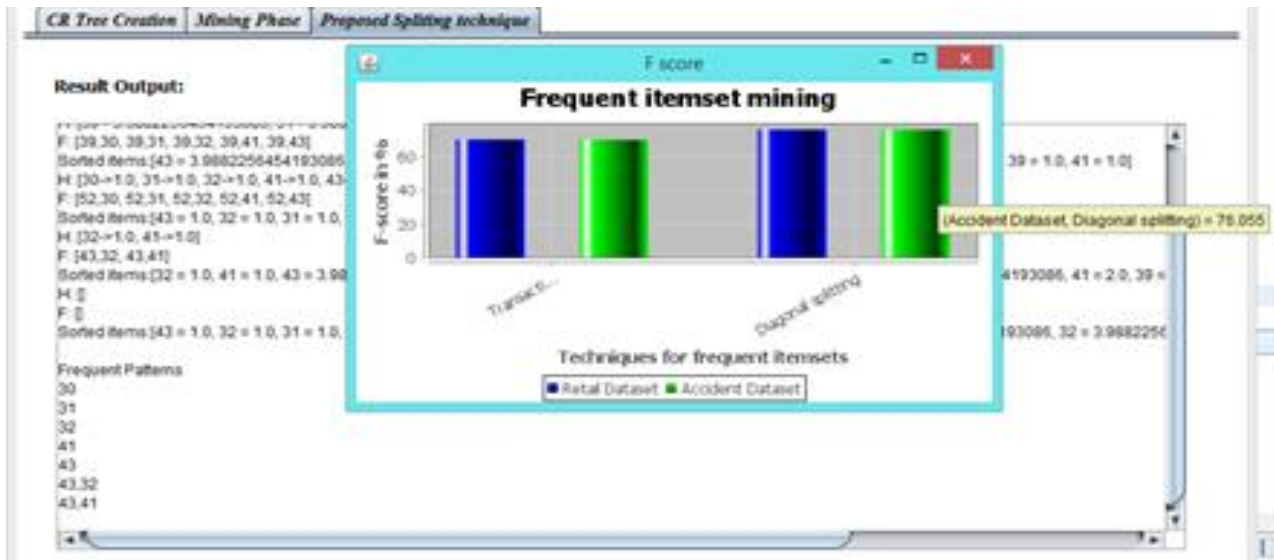 CR Tree Creation
Mining Phase
Proposed Spliting technique
F score
Result Output:
Frequent itemset mining
F: [39,30, 39,31, 39,32, 39,41, 39,43]
Sorted items:[43 = 3.9882256454193086
39 = 1.0, 41 = 1.0]
H: [30->1.0, 31->1.0, 32->1.0, 41->1.0, 43-
F: [52,30, 52,31, 52,32, 52,41, 52,43]
Sorted items:[43 = 1.0, 32 = 1.0, 31 = 1.0,
H: [32->1.0, 41->1.0]
F: [43,32, 43,41]
Sorted items:[32 = 1.0, 41 = 1.0, 43 = 3.98
4193086, 41 = 2.0, 39 =
H: []
F: []
Sorted items:[43 = 1.0, 32 = 1.0, 31 = 1.0,
193086, 32 = 3.9882256
Frequent Patterns
30
31
32
41
43
43,32
43,41
F-score in %
60
40
20
0
(Accident Dataset, Diagonal splitting) = 76.055
Transacti...
Diagonal splitting
Techniques for frequent itemsets
Retail Dataset
Accident Dataset